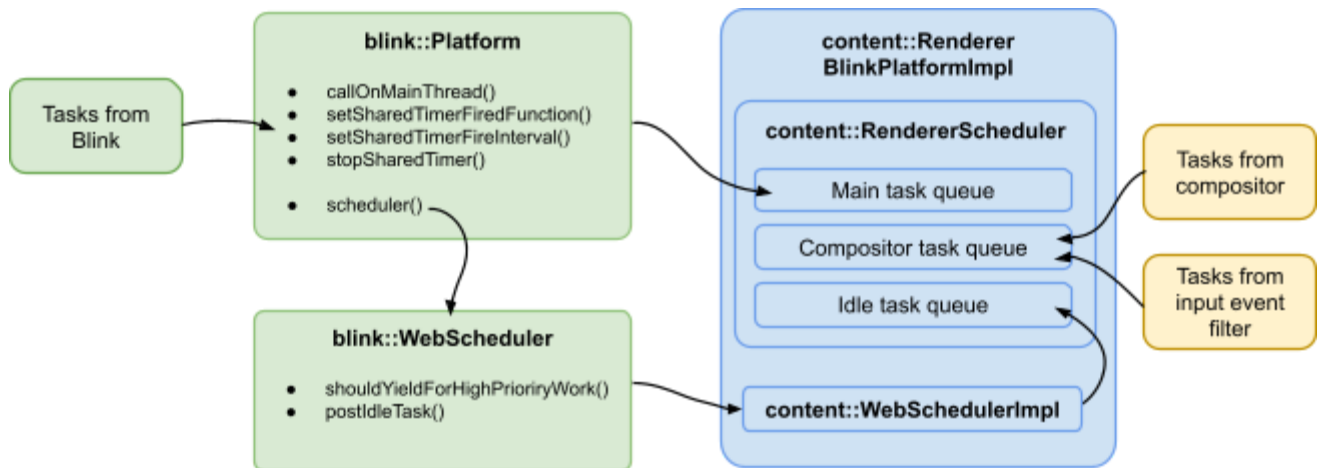 Tasks from
Blink
blink::Platform
● callOnMainThread()
● setSharedTimerFiredFunction()
● setSharedTimerFireInterval()
● stopSharedTimer()
● scheduler()
blink::WebScheduler
● shouldYieldForHighPrioriryWork()
● postIdleTask()
content::Renderer
BlinkPlatformImpl
content::RendererScheduler
Main task queue
Compositor task queue
Idle task queue
content::WebSchedulerImpl
Tasks from
compositor
Tasks from
input event
filter